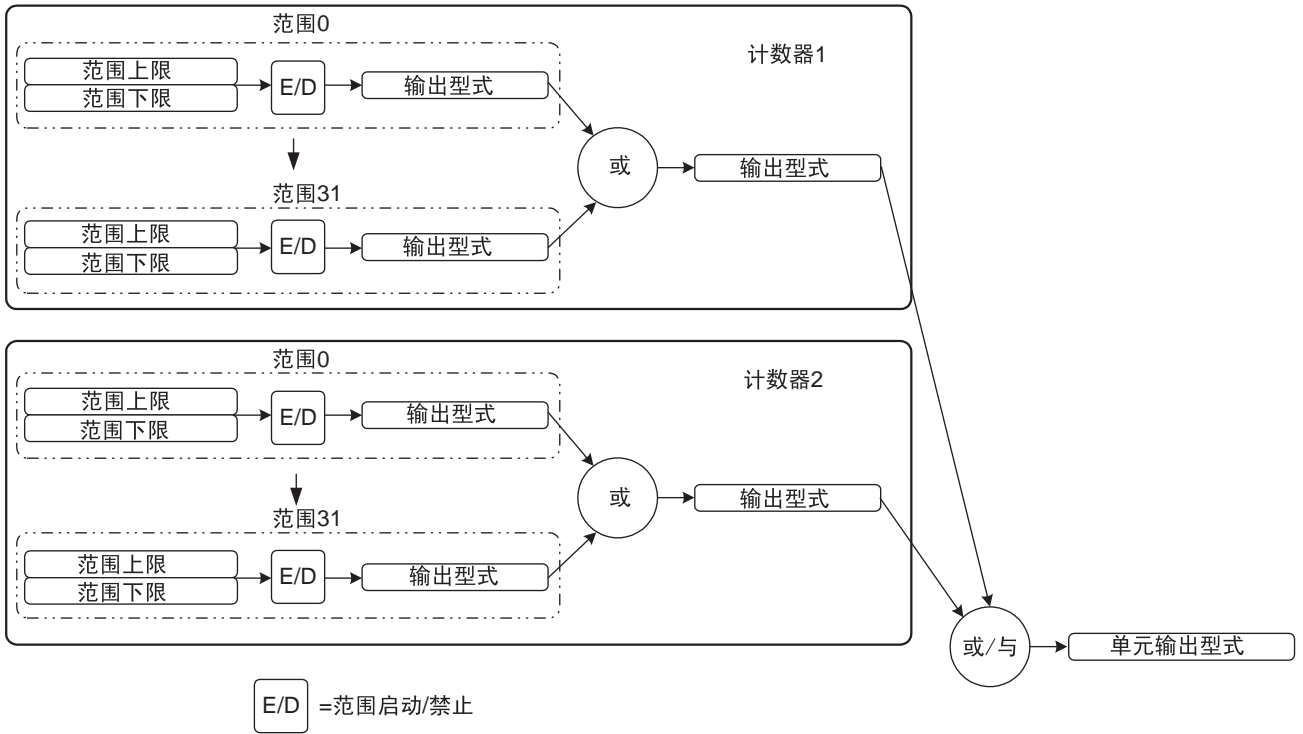 范围0
计数器1
范围上限
范围下限
E/D
输出型式
或
输出型式
范围31
范围上限
范围下限
E/D
输出型式
范围0
计数器2
范围上限
范围下限
E/D
输出型式
或
输出型式
范围31
范围上限
范围下限
E/D
输出型式
或/与
单元输出型式
E/D =范围启动/禁止